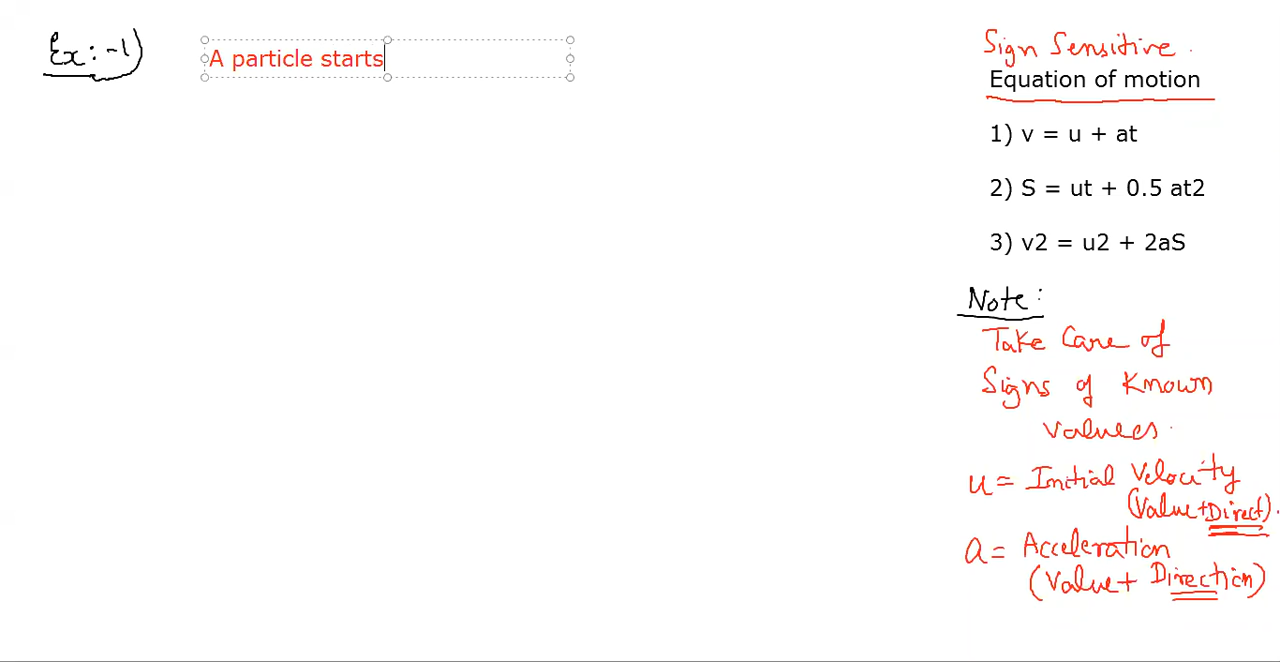 Ex:-1)
A particle starts
Sign Sensitive.
Equation of motion
1) v = u + at
2) S = ut + 0.5 at2
3) v2 = u2 + 2aS
Note:
Take Care of
Signs of Known
Values.
u = Initial Velocity
(Value+Direct).
a = Acceleration
(Value+ Direction)